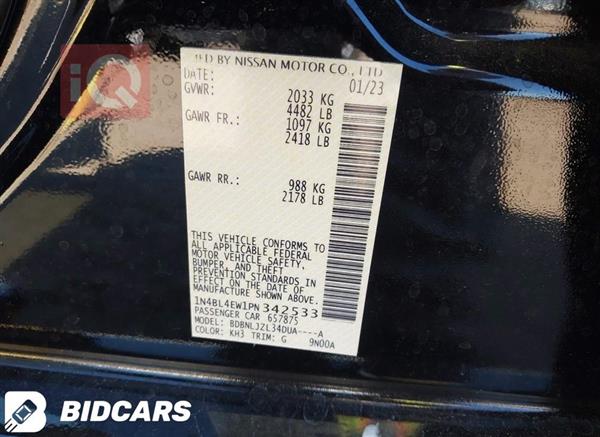 MFD BY NISSAN MOTOR CO., LTD
DATE: 01/23
GVWR: 2033 KG
4482 LB
GAWR FR.: 1097 KG
2418 LB
GAWR RR.: 988 KG
2178 LB
THIS VEHICLE CONFORMS TO
ALL APPLICABLE FEDERAL
MOTOR VEHICLE SAFETY,
BUMPER, AND THEFT
PREVENTION STANDARDS IN
EFFECT ON THE DATE OF
MANUFACTURE SHOWN ABOVE.
1N4BL4EW1PN342533
PASSENGER CAR 657875
MODEL: BDBNLJZL34DUA----A
COLOR: KH3 TRIM: G 9N00A
iQ
BIDCARS